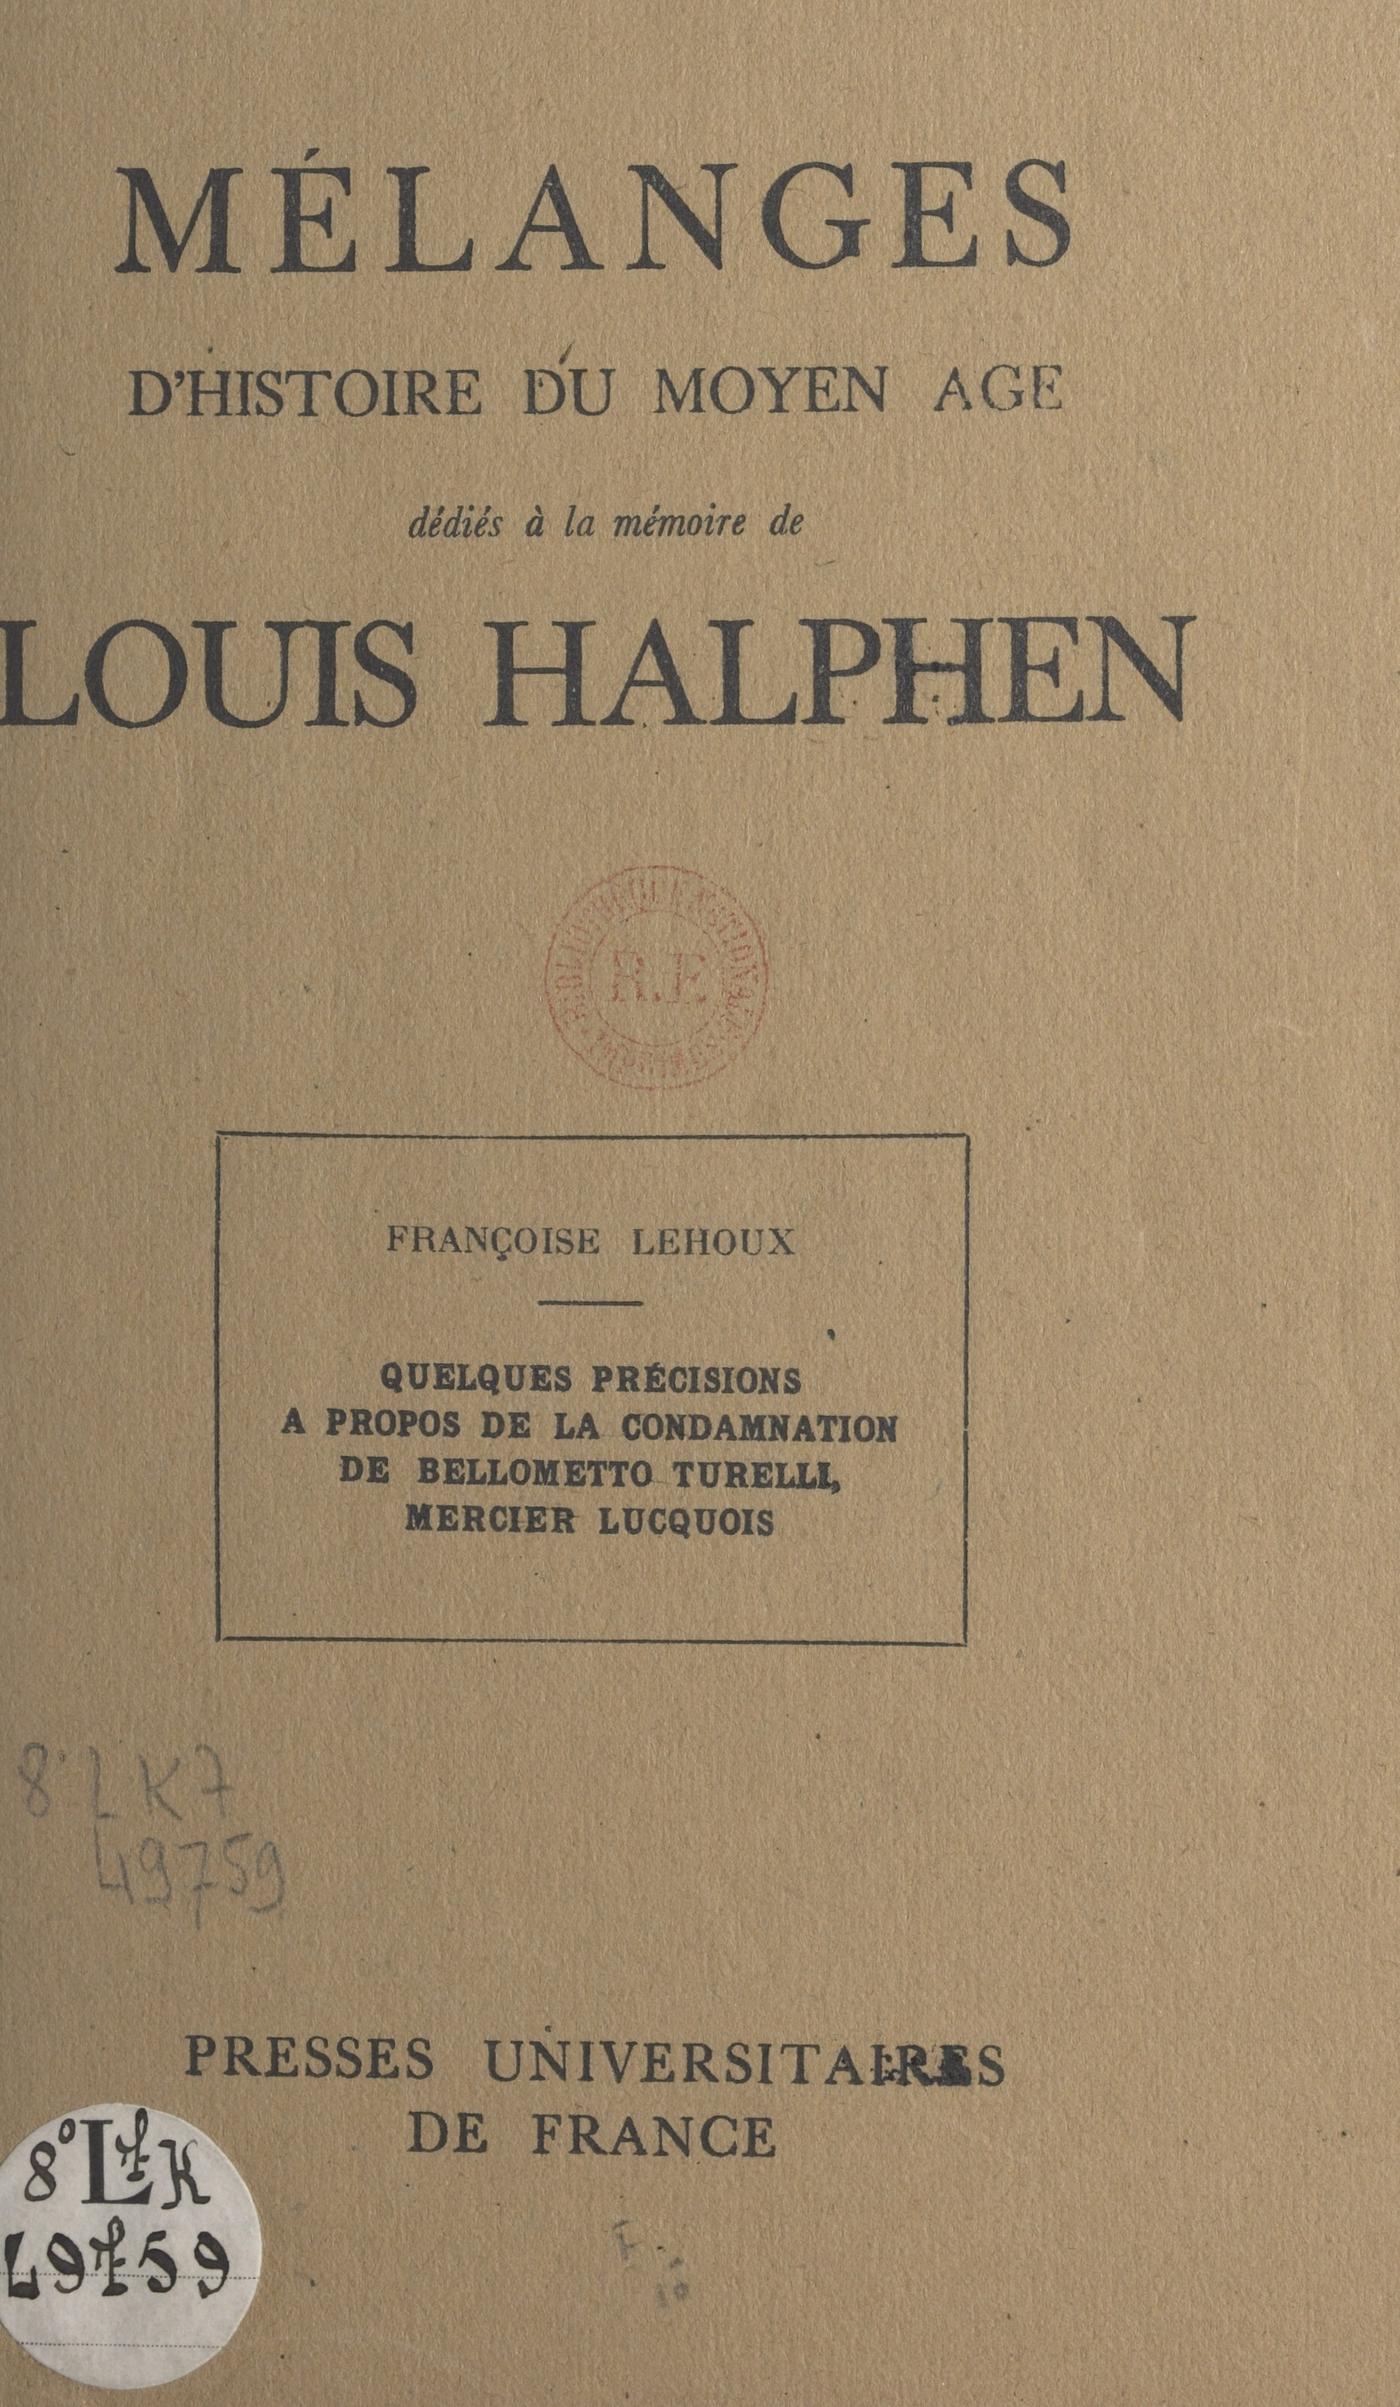 MÉLANGES
D'HISTOIRE DU MOYEN AGE
dédiés à la mémoire de
LOUIS HALPHEN
R.F.
FRANÇOISE LEHOUX
QUELQUES PRÉCISIONS
A PROPOS DE LA CONDAMNATION
DE BELLOMETTO TURELLI,
MERCIER LUCQUOIS
8° LK7
49759
PRESSES UNIVERSITAIRES
DE FRANCE
8° L7K
49759